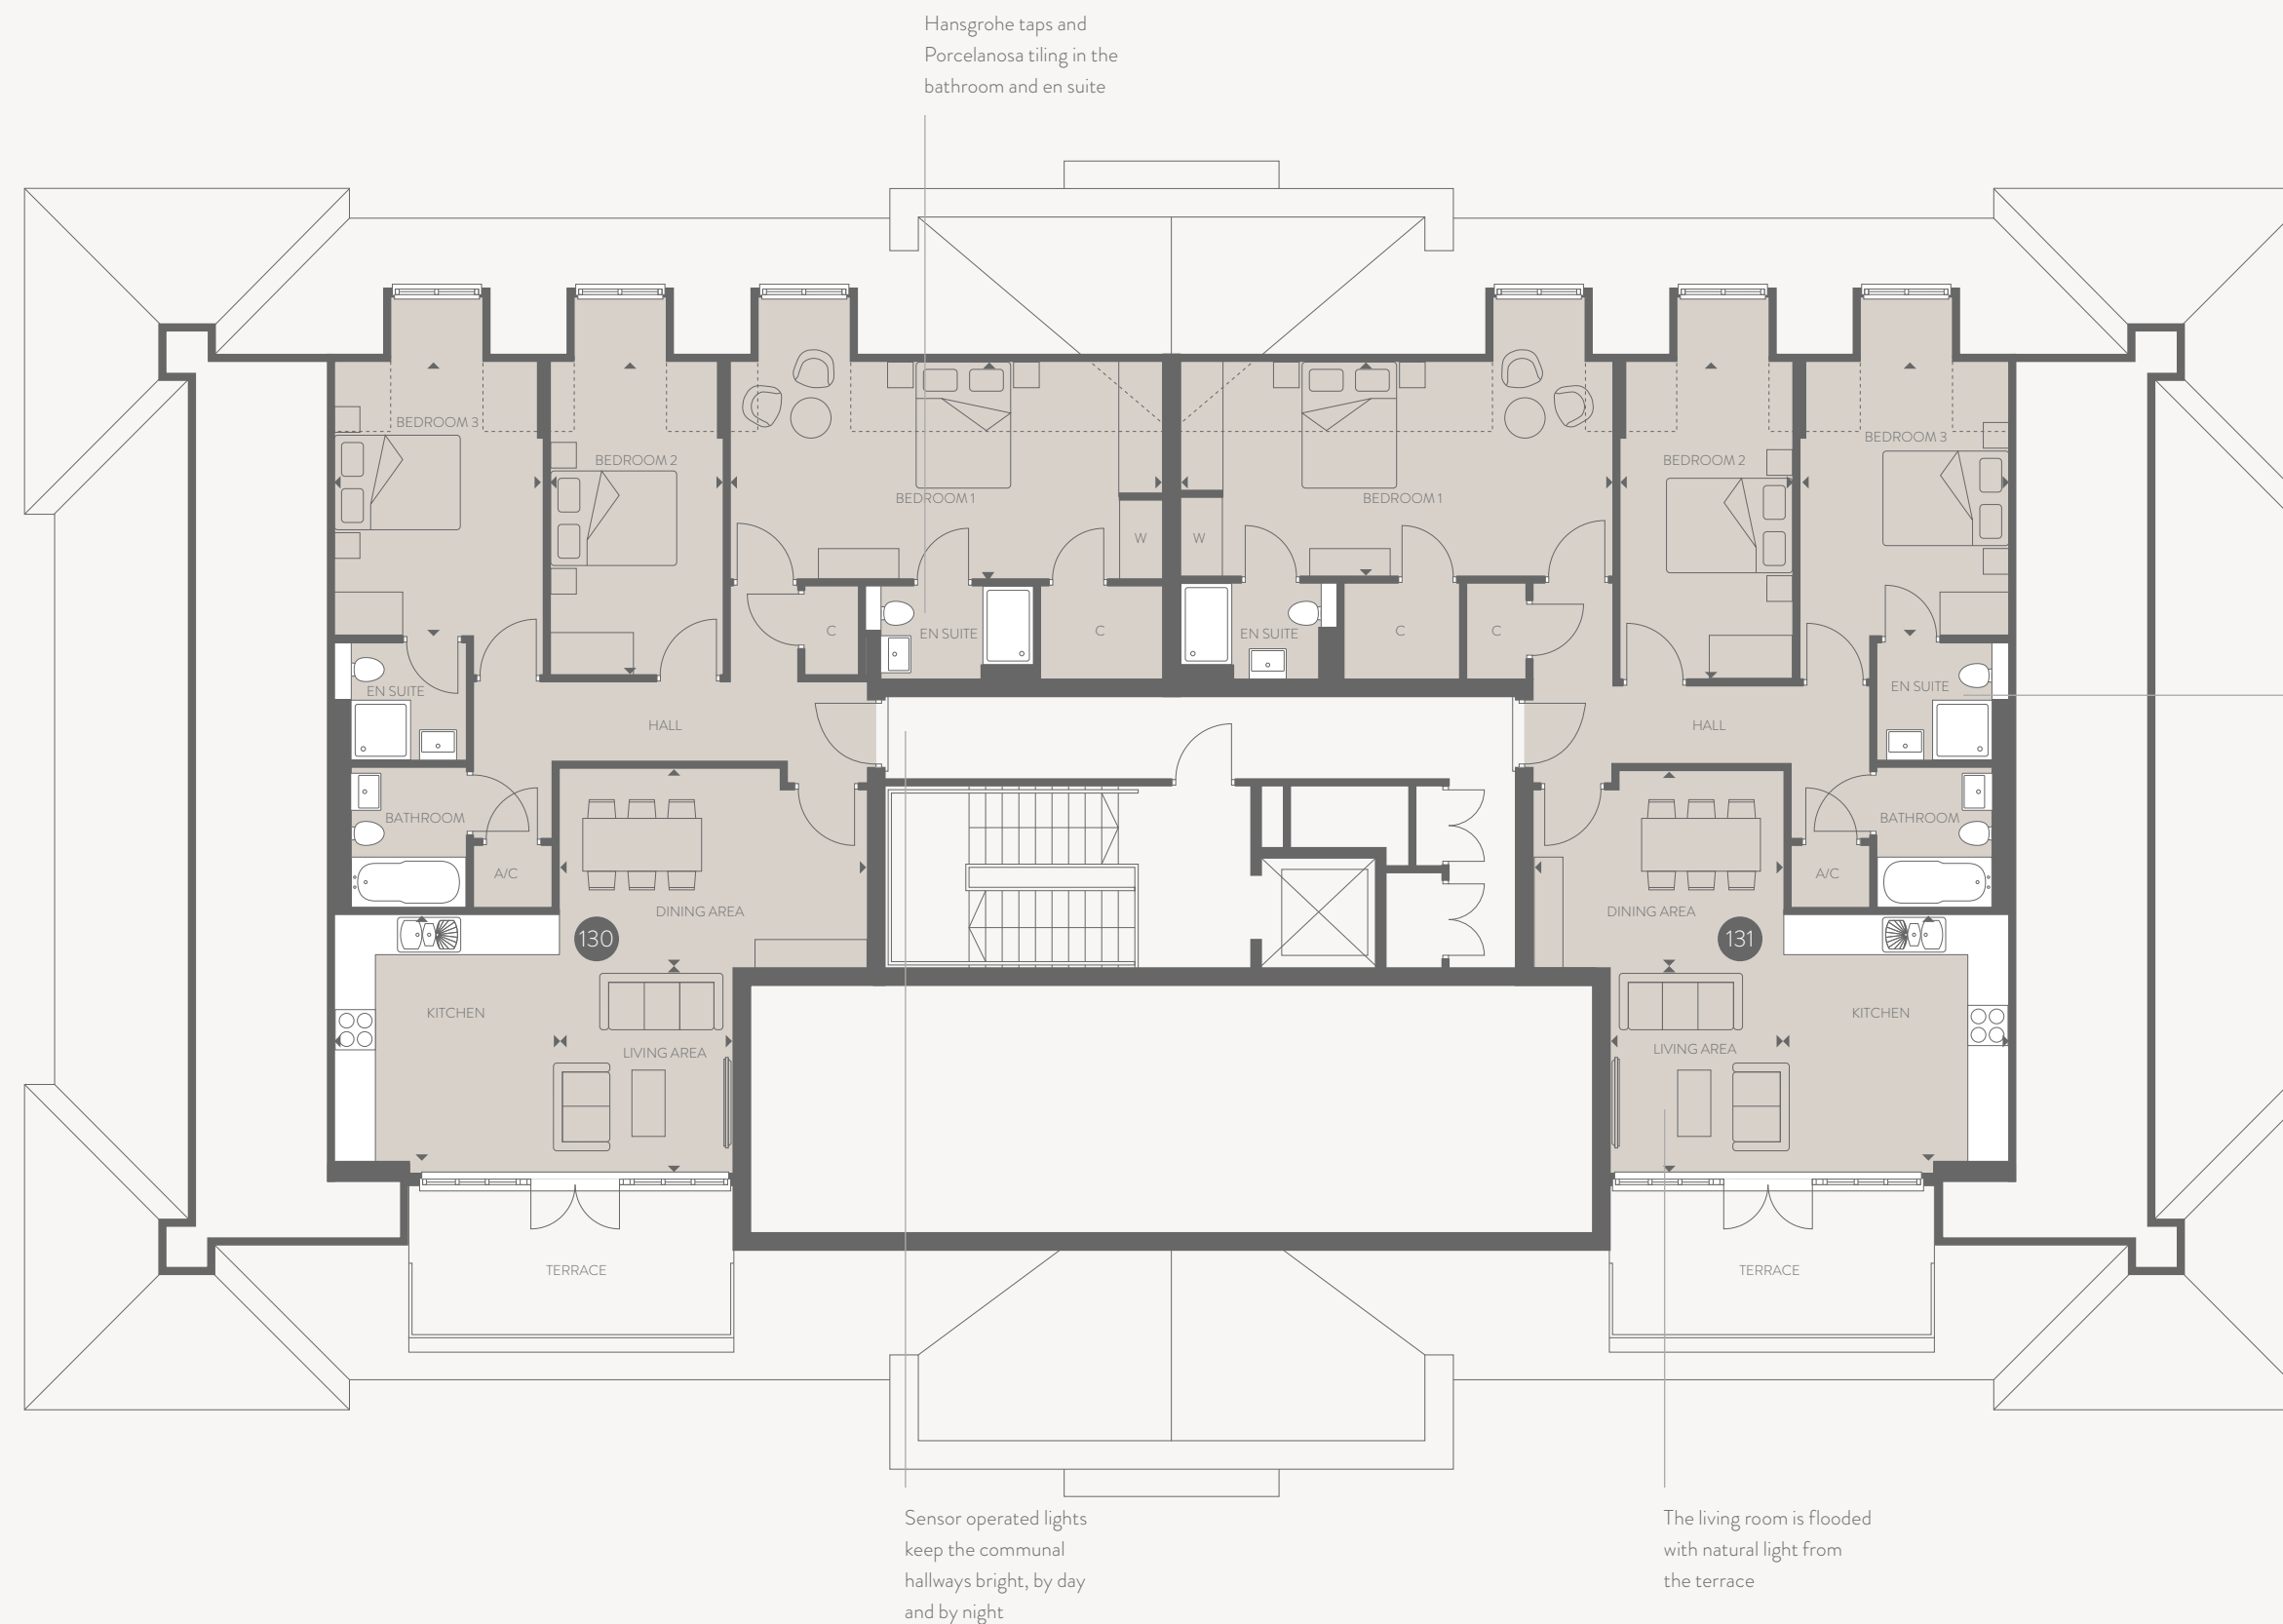 Hansgrohe taps and
Porcelanosa tiling in the
bathroom and en suite
BEDROOM 3
BEDROOM 2
BEDROOM 1
BEDROOM 1
BEDROOM 2
BEDROOM 3
W
W
C
EN SUITE
C
EN SUITE
C
C
EN SUITE
HALL
HALL
EN SUITE
BATHROOM
BATHROOM
A/C
A/C
DINING AREA
DINING AREA
130
131
KITCHEN
KITCHEN
LIVING AREA
LIVING AREA
TERRACE
TERRACE
Sensor operated lights
keep the communal
hallways bright, by day
and by night
The living room is flooded
with natural light from
the terrace